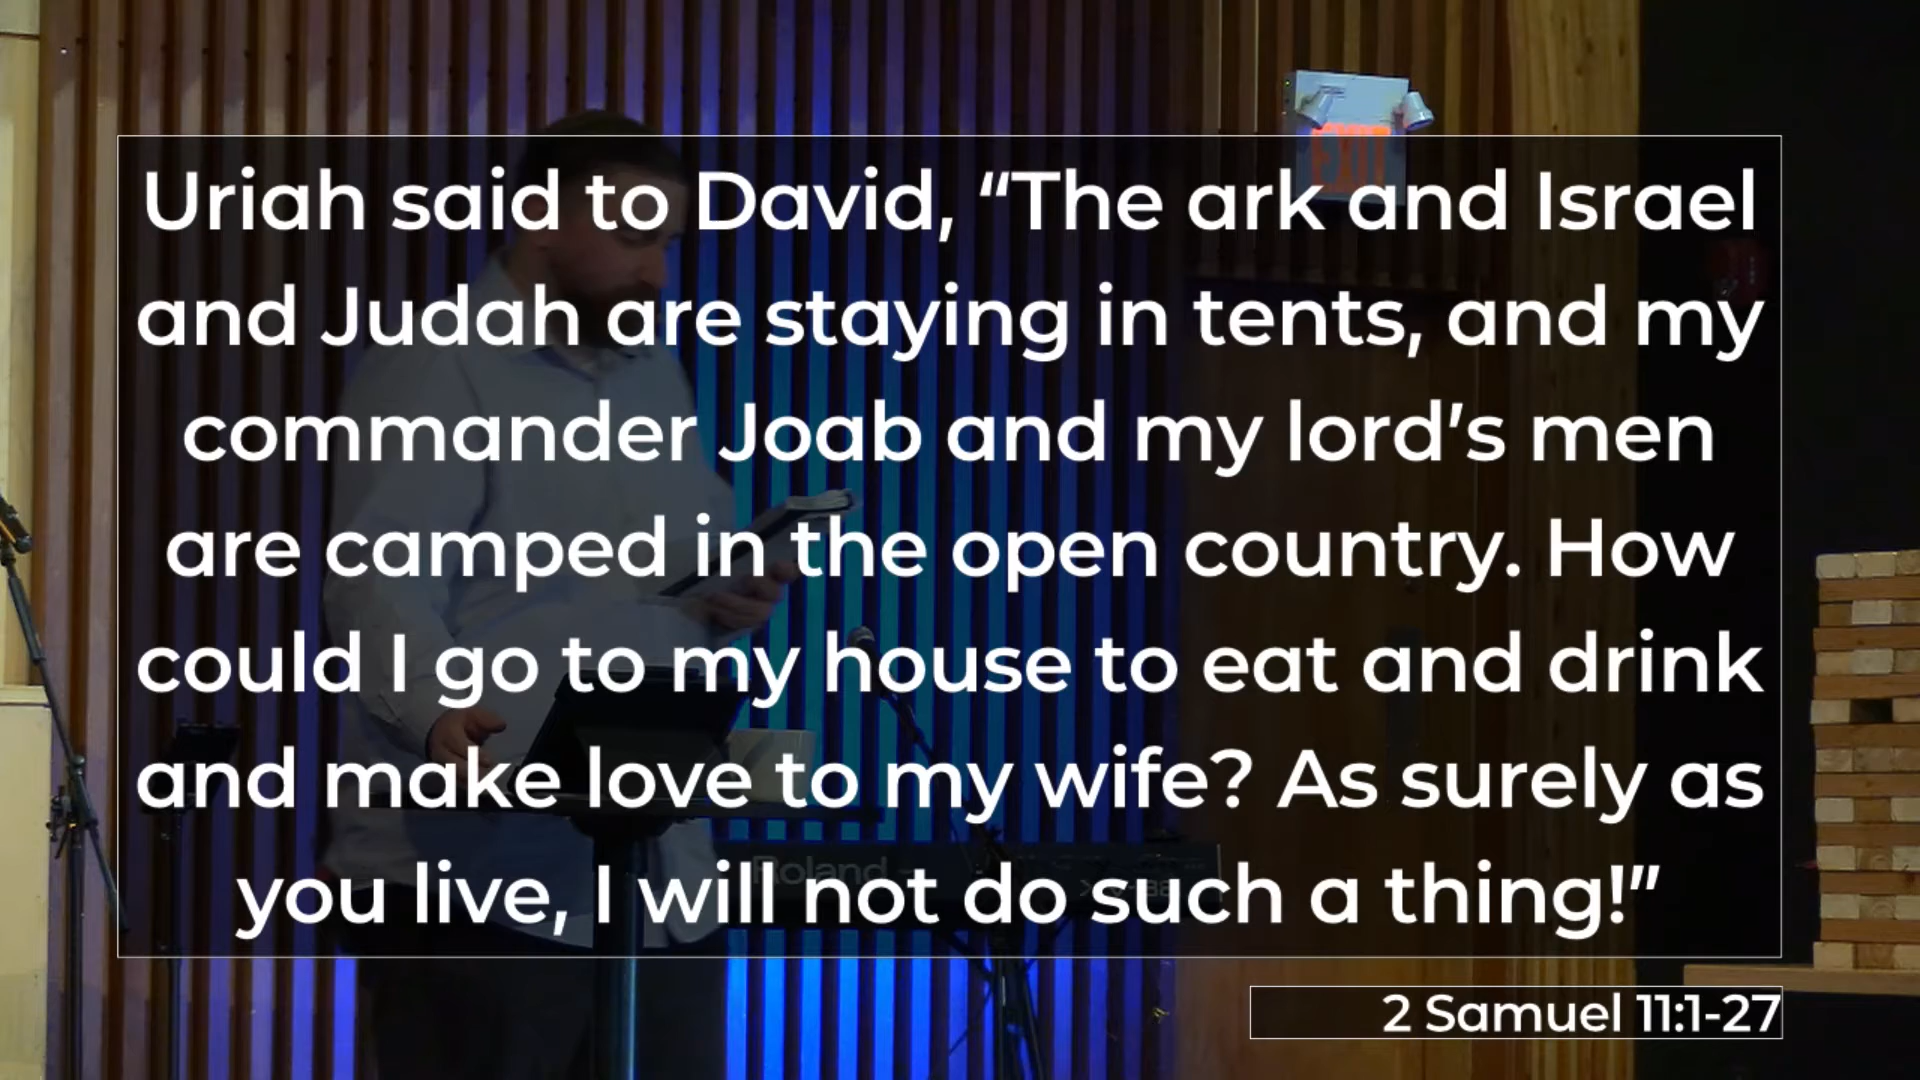 EXIT
Uriah said to David, “The ark and Israel
and Judah are staying in tents, and my
commander Joab and my lord’s men
are camped in the open country. How
could I go to my house to eat and drink
and make love to my wife? As surely as
you live, I will not do such a thing!”
Roland
2 Samuel 11:1-27